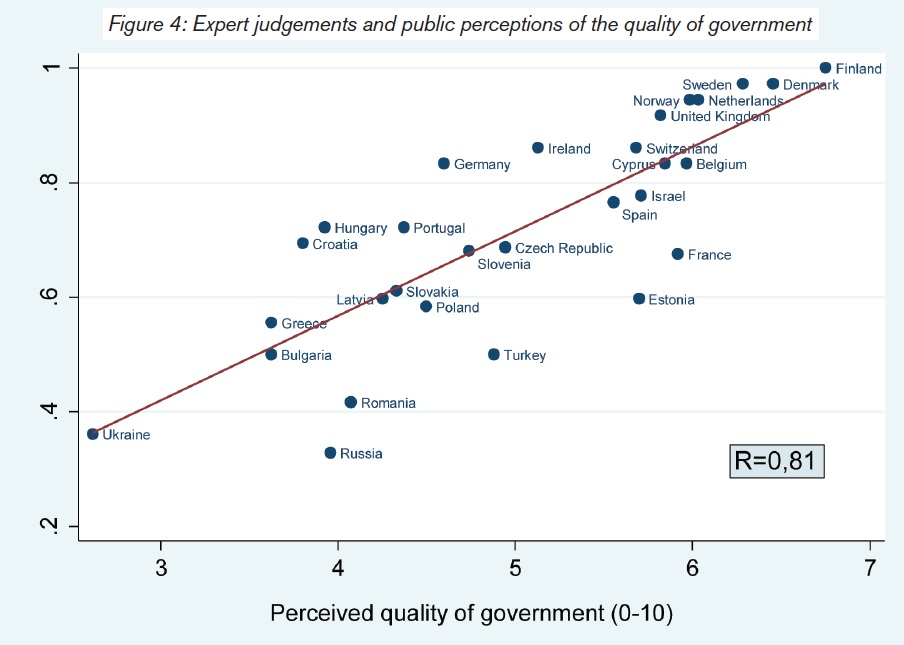 Figure 4: Expert judgements and public perceptions of the quality of government
1
Finland
Sweden
Denmark
Norway
Netherlands
United Kingdom
Ireland
Switzerland
Germany
Cyprus
Belgium
.8
Israel
Spain
Hungary
Portugal
Croatia
Czech Republic
France
Slovenia
.6
Latvia
Slovakia
Estonia
Poland
Greece
Bulgaria
Turkey
.4
Romania
Ukraine
Russia
R=0,81
.2
3 4 5 6 7
Perceived quality of government (0-10)